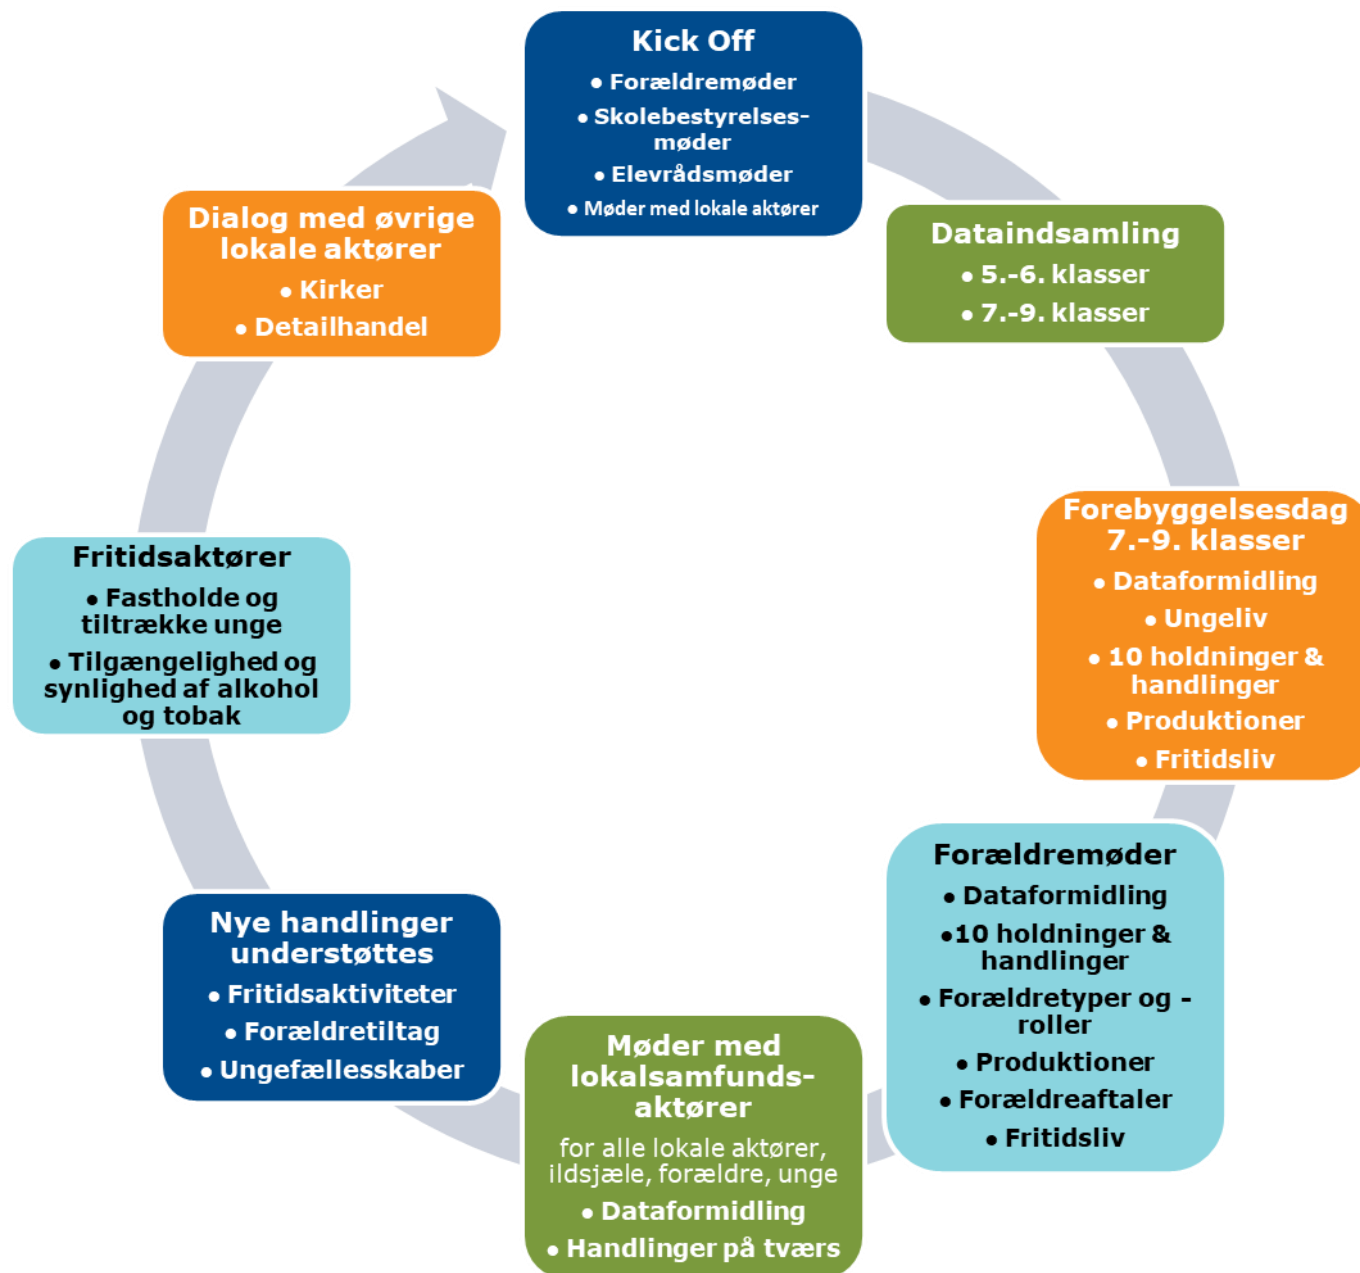 Kick Off
• Forældremøder
• Skolebestyrelses-
møder
• Elevrådsmøder
• Møder med lokale aktører
Dataindsamling
• 5.-6. klasser
• 7.-9. klasser
Forebyggelsesdag
7.-9. klasser
• Dataformidling
• Ungeliv
• 10 holdninger &
handlinger
• Produktioner
• Fritidsliv
Forældremøder
• Dataformidling
•10 holdninger &
handlinger
• Forældretyper og -
roller
• Produktioner
• Forældreaftaler
• Fritidsliv
Møder med
lokalsamfunds-
aktører
for alle lokale aktører,
ildsjæle, forældre, unge
• Dataformidling
• Handlinger på tværs
Nye handlinger
understøttes
• Fritidsaktiviteter
• Forældretiltag
• Ungefællesskaber
Fritidsaktører
• Fastholde og
tiltrække unge
• Tilgængelighed og
synlighed af alkohol
og tobak
Dialog med øvrige
lokale aktører
• Kirker
• Detailhandel